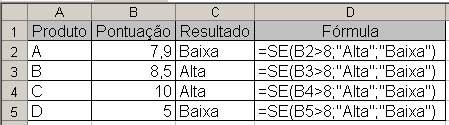 A B C D
1 Produto Pontuação Resultado Fórmula
2 A 7,9 Baixa =SE(B2>8;"Alta";"Baixa")
3 B 8,5 Alta =SE(B3>8;"Alta";"Baixa")
4 C 10 Alta =SE(B4>8;"Alta";"Baixa")
5 D 5 Baixa =SE(B5>8;"Alta";"Baixa")